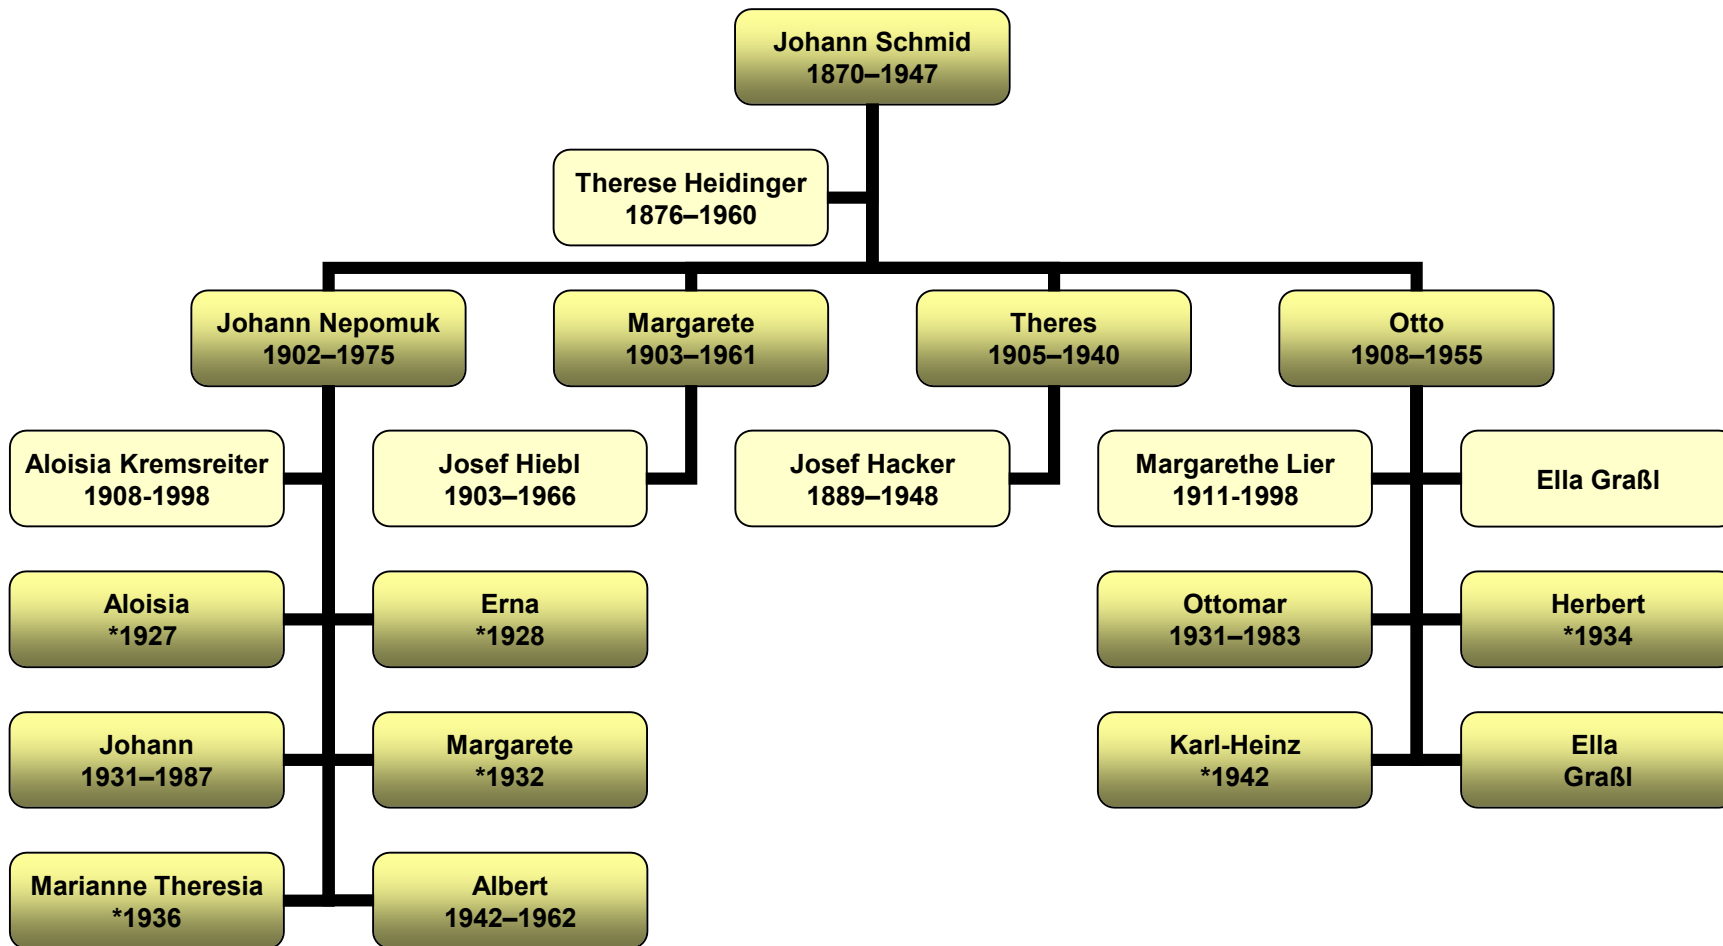 Johann Schmid
1870–1947
Therese Heidinger
1876–1960
Johann Nepomuk
1902–1975
Margarete
1903–1961
Theres
1905–1940
Otto
1908–1955
Aloisia Kremsreiter
1908-1998
Josef Hiebl
1903–1966
Josef Hacker
1889–1948
Margarethe Lier
1911-1998
Ella Graßl
Aloisia
*1927
Erna
*1928
Ottomar
1931–1983
Herbert
*1934
Johann
1931–1987
Margarete
*1932
Karl-Heinz
*1942
Ella
Graßl
Marianne Theresia
*1936
Albert
1942–1962